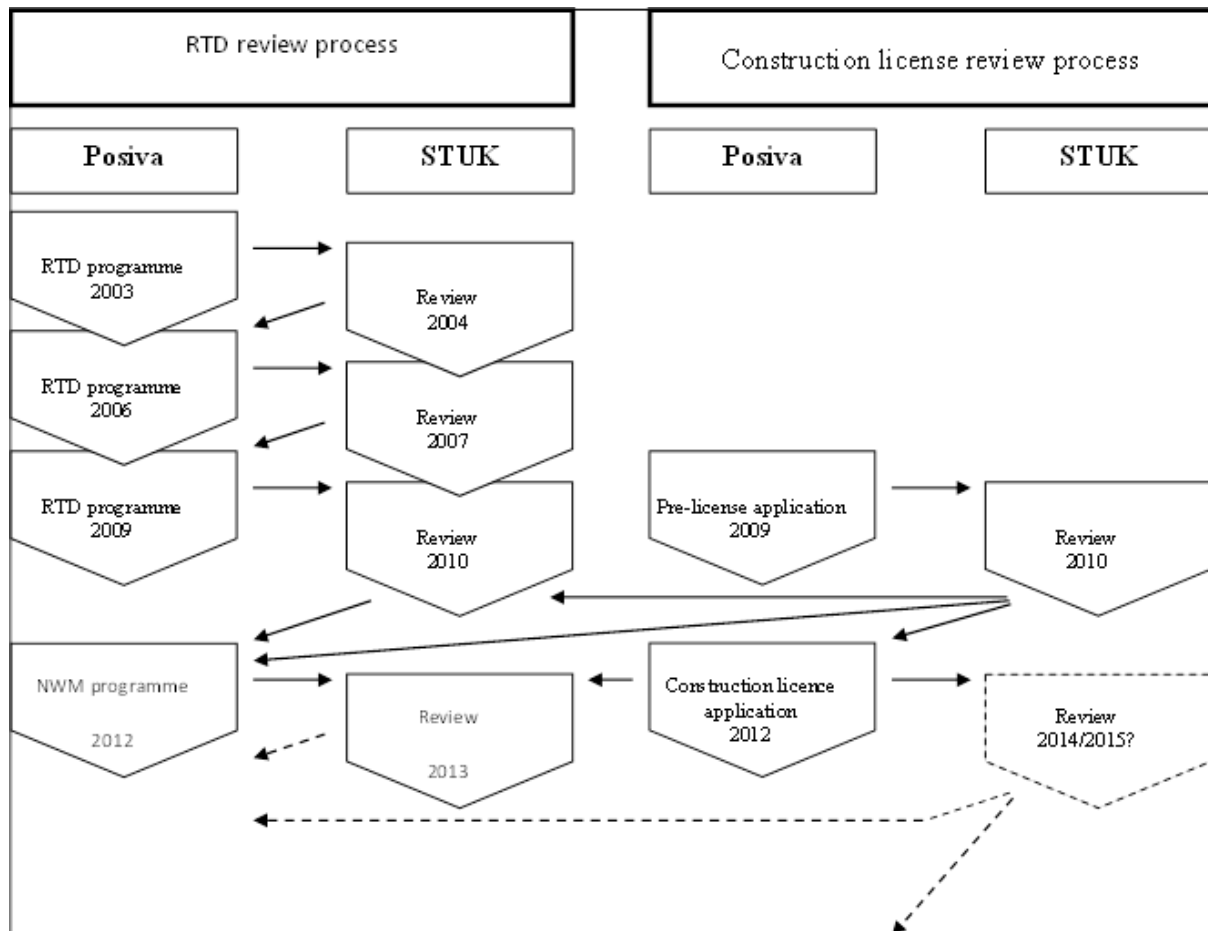 RTD review process
Construction license review process
Posiva
STUK
Posiva
STUK
RTD programme
2003
Review
2004
RTD programme
2006
Review
2007
RTD programme
2009
Review
2010
Pre-license application
2009
Review
2010
NWM programme
2012
Review
2013
Construction licence
application
2012
Review
2014/2015?